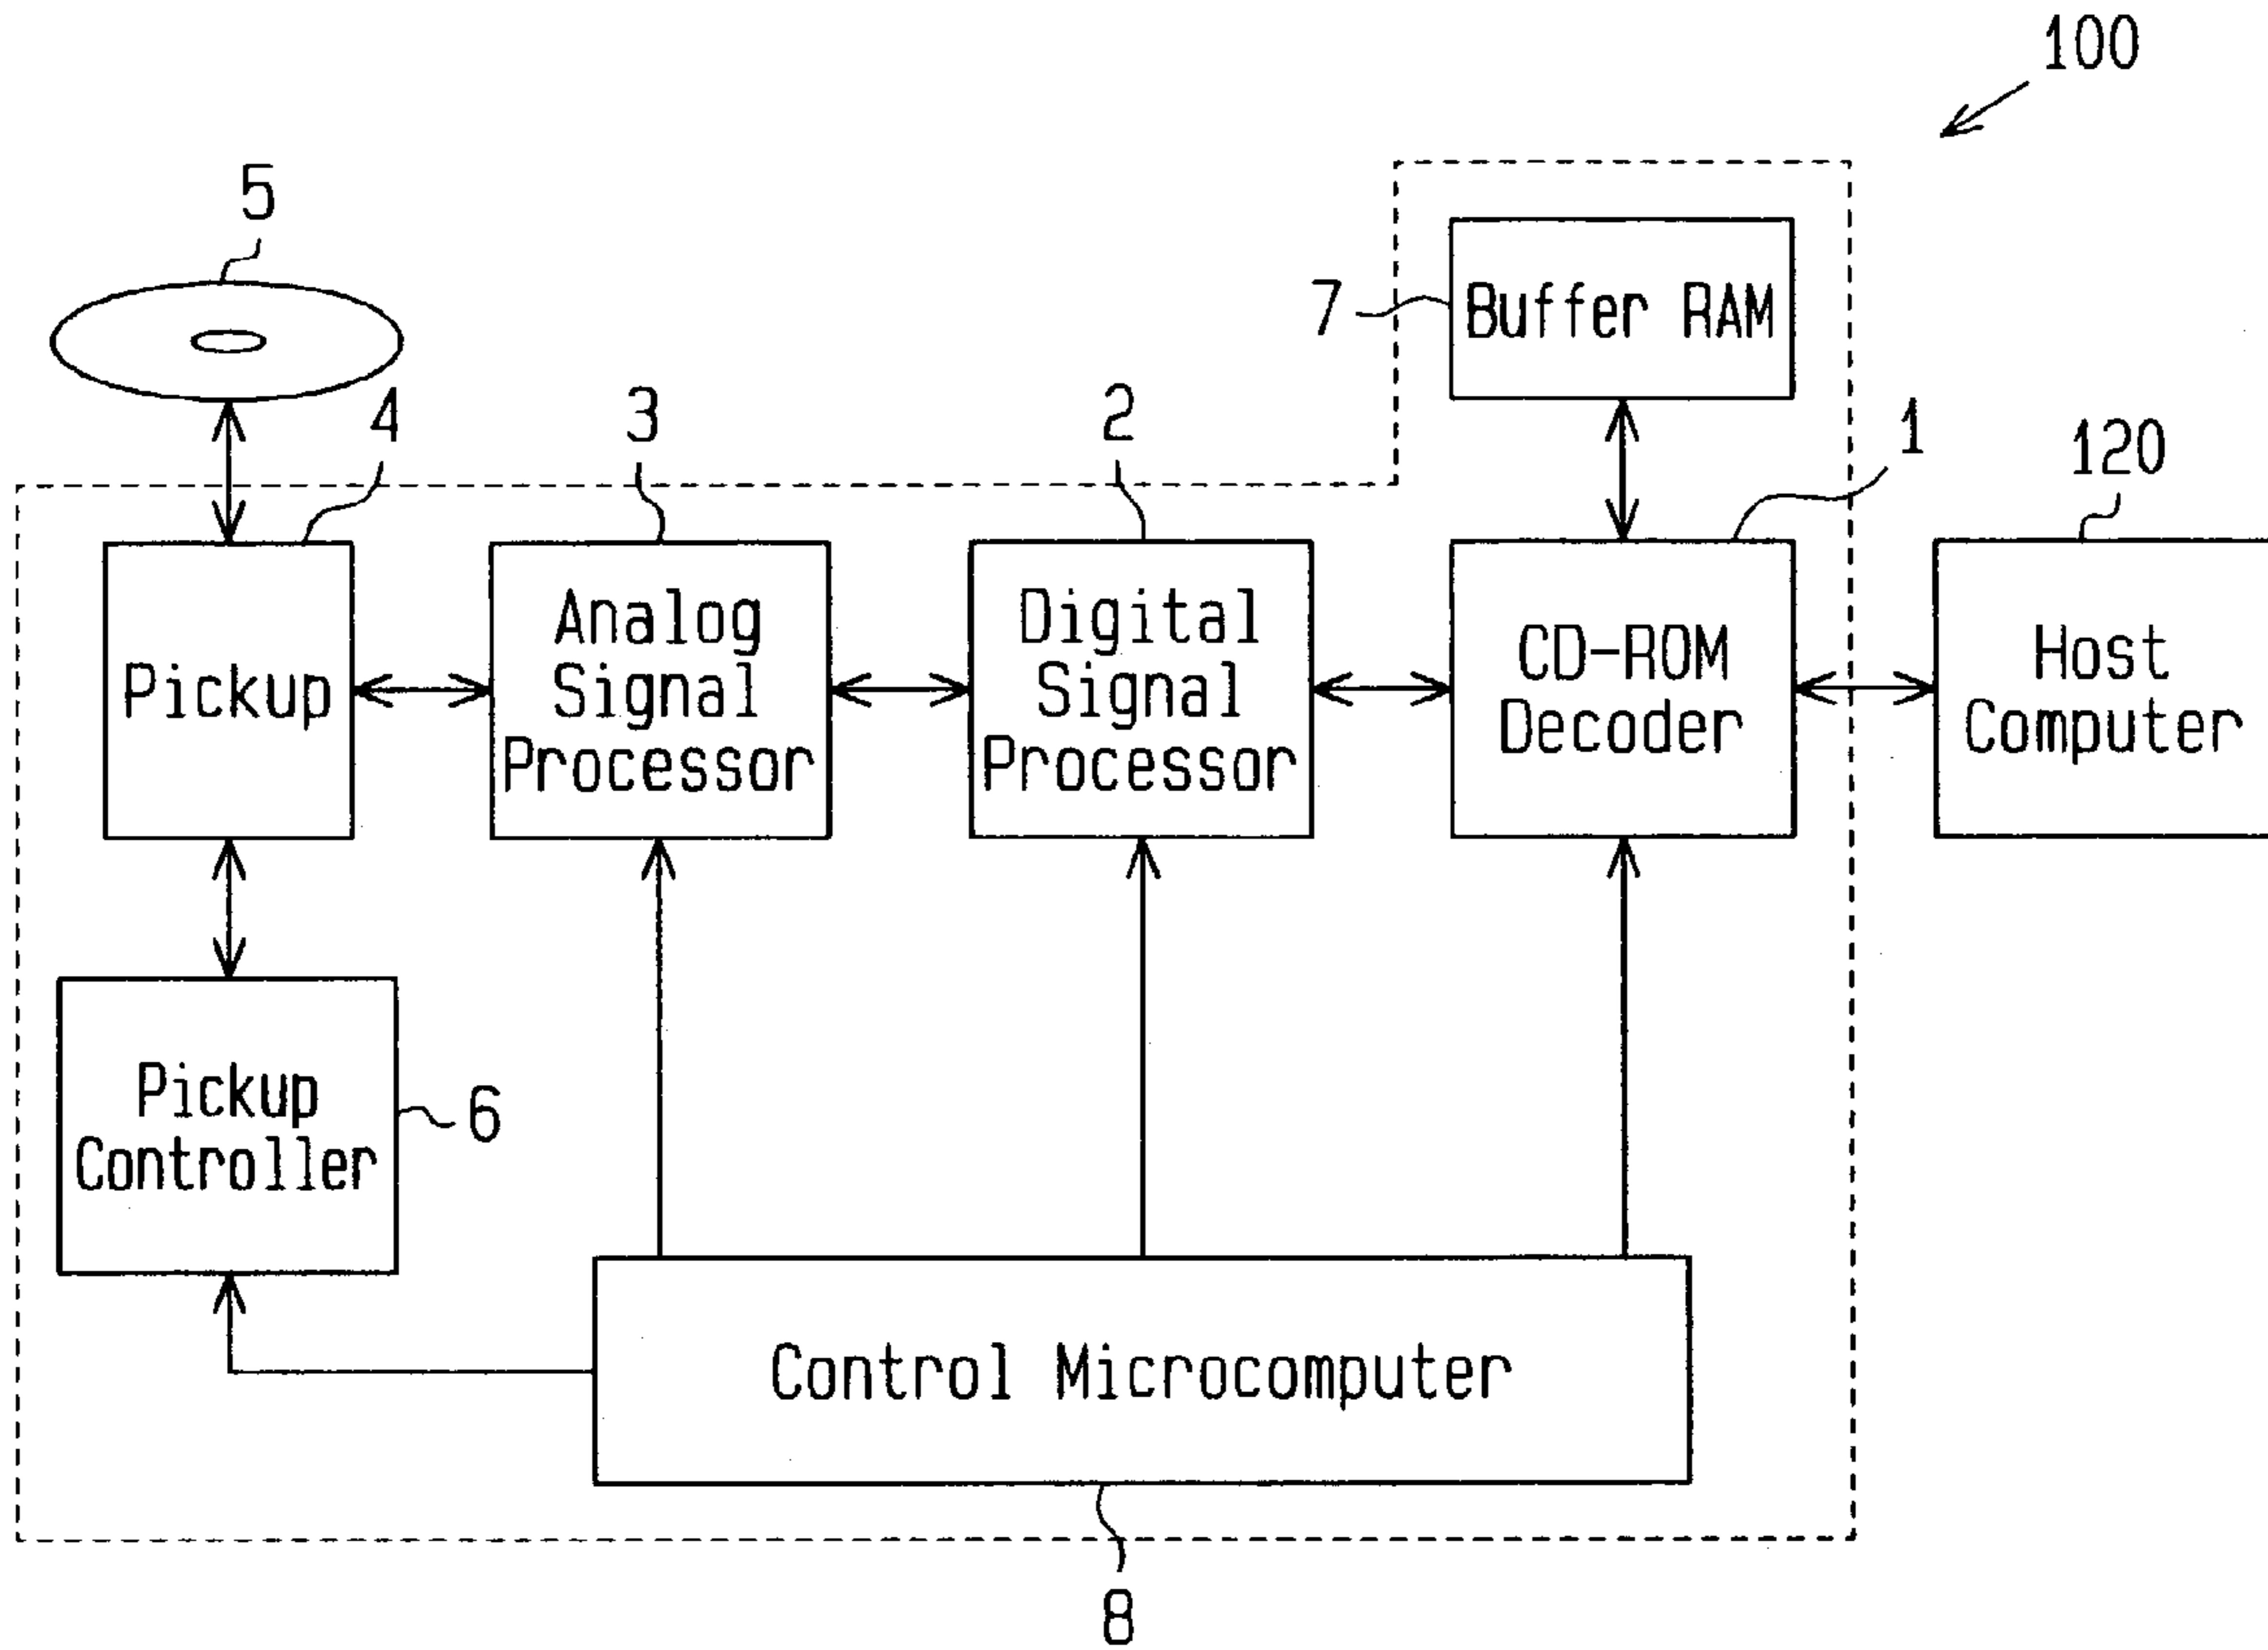 100
5
7
Buffer RAM
4
3
2
1
120
Pickup
Analog
Signal
Processor
Digital
Signal
Processor
CD-ROM
Decoder
Host
Computer
Pickup
Controller
6
Control Microcomputer
8